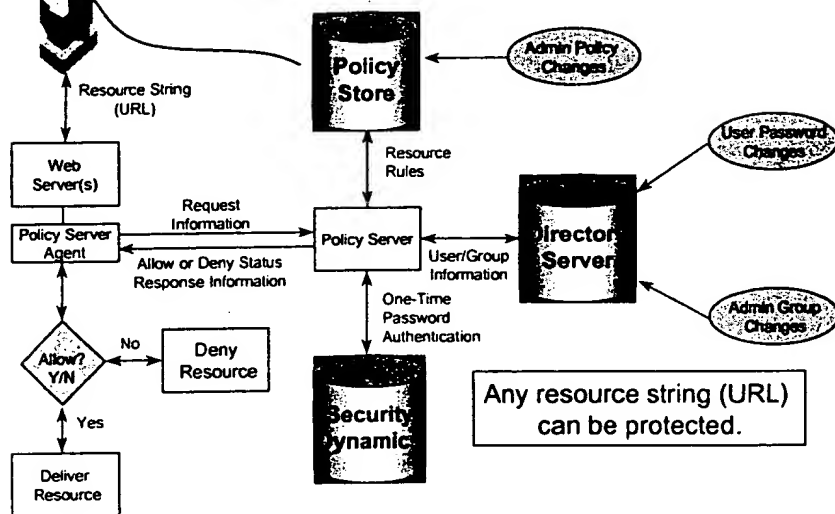 Resource String
(URL)
Web
Server(s)
Policy Server
Agent
Request
Information
Allow or Deny Status
Response Information
Allow?
Y/N
No
Deny
Resource
Yes
Deliver
Resource
Policy
Store
Admin Policy
Changes
Resource
Rules
Policy Server
User/Group
Information
Director
Server
User Password
Changes
Admin Group
Changes
One-Time
Password
Authentication
Security
Dynamic
Any resource string (URL)
can be protected.